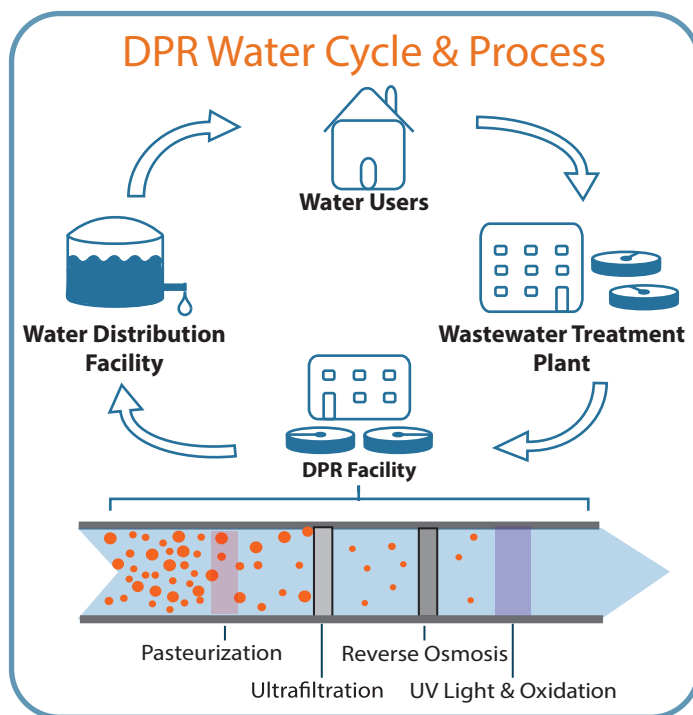 DPR Water Cycle & Process
Water Users
Water Distribution
Facility
Wastewater Treatment
Plant
DPR Facility
Pasteurization
Reverse Osmosis
Ultrafiltration
UV Light & Oxidation